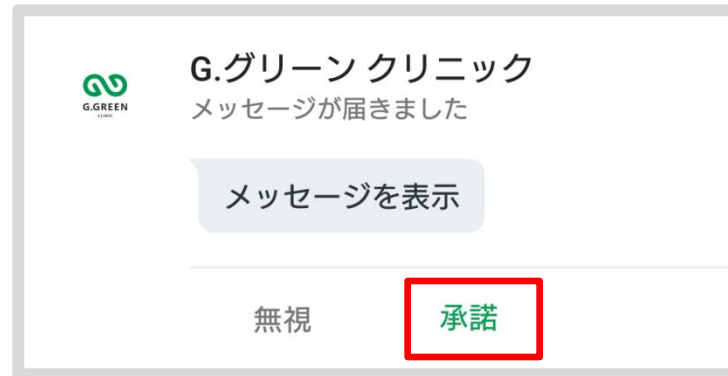 G.グリーン クリニック
メッセージが届きました
G.GREEN
CLINIC
メッセージを表示
無視
承諾